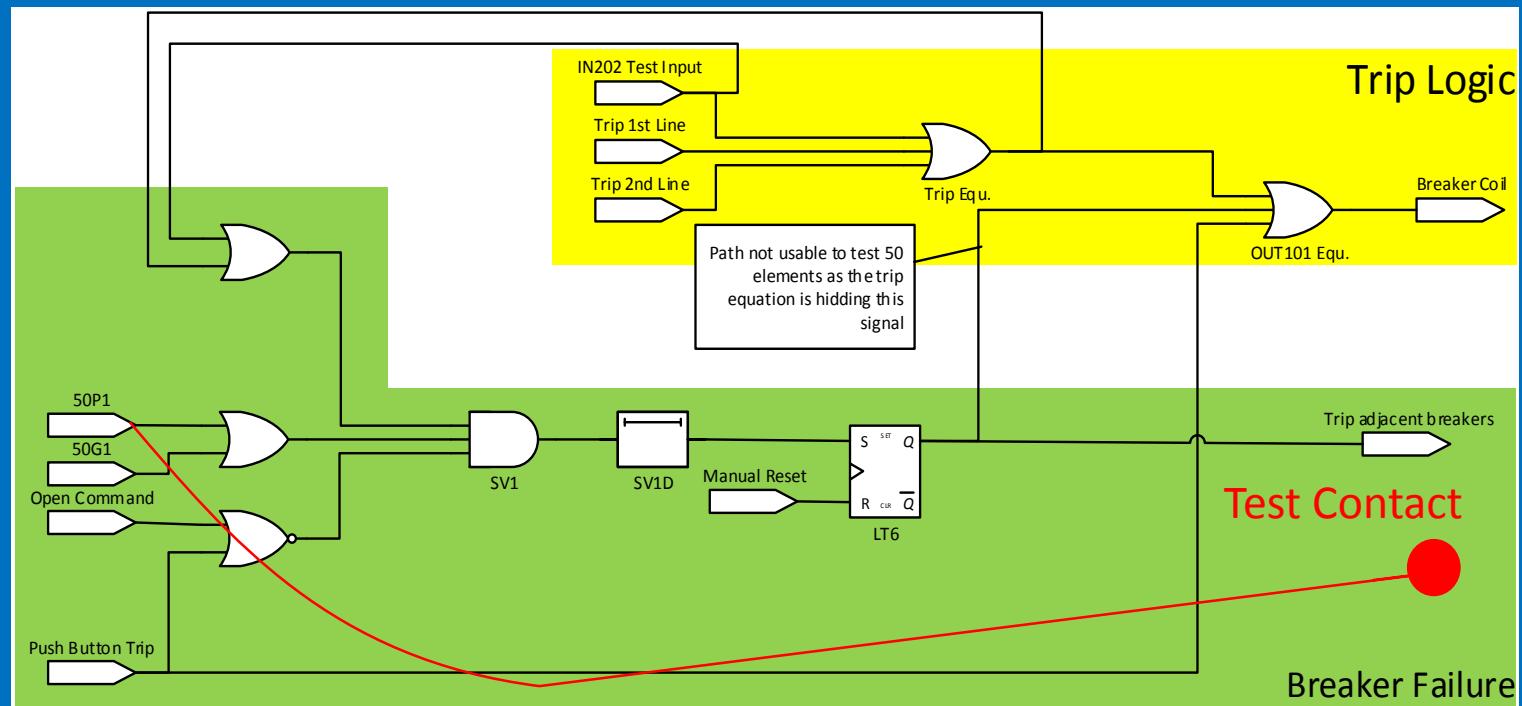 IN202 Test Input
Trip Logic
Trip 1st Line
Trip 2nd Line
Trip Equ.
Breaker Coil
OUT101 Equ.
Path not usable to test 50
elements as the trip
equation is hidding this
signal
50P1
50G1
Open Command
SV1
SV1D
Manual Reset
S SET Q
R CLR Q
LT6
Trip adjacent breakers
Test Contact
Push Button Trip
Breaker Failure